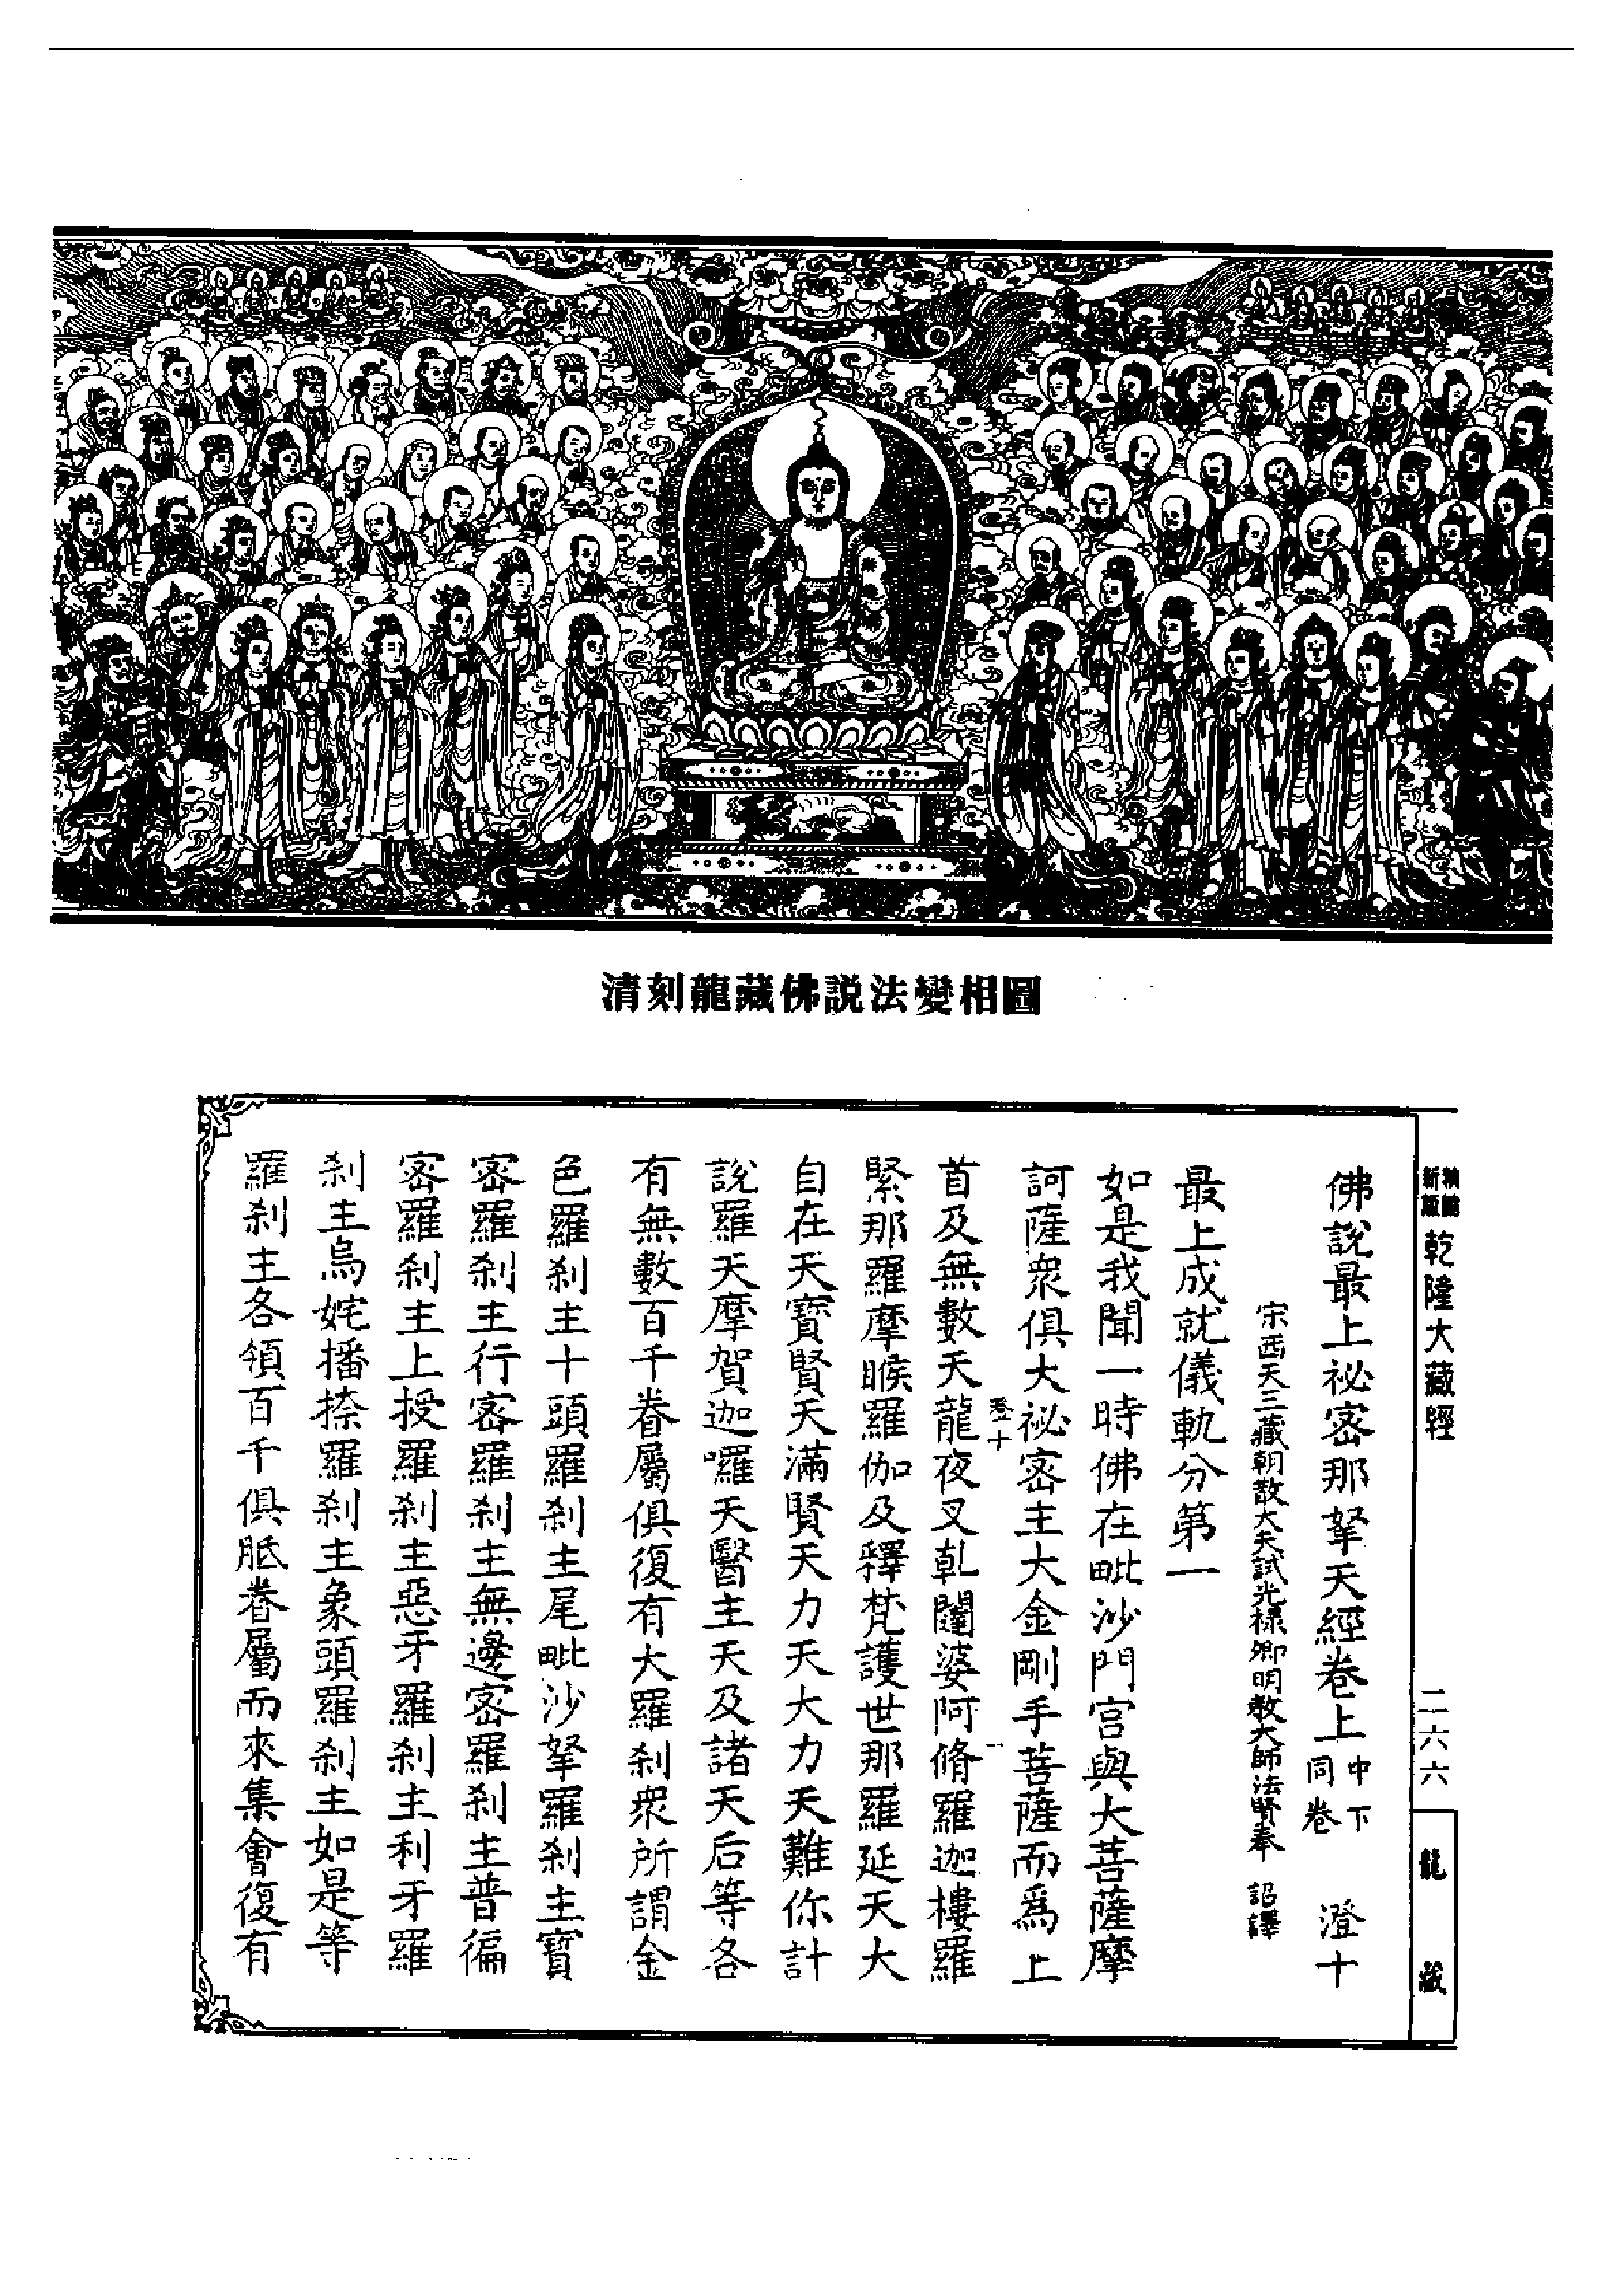 清刻龍藏佛説法變相圖
新版
精縮
乾隆大藏經
二六六
龍藏
佛說最上祕密那拏天經卷上 中下同卷 澄十
宋西天三藏朝散大夫試光祿卿明教大師法賢奉 詔譯
最上成就儀軌分第一
如是我聞一時佛在毗沙門宮與大菩薩摩
訶薩衆俱大祕密主大金剛手菩薩而爲上
澄十
一
首及無數天龍夜叉乹闥婆阿脩羅迦樓羅
緊那羅摩睺羅伽及釋梵護世那羅延天大
自在天寶賢天滿賢天力天大力天難你計
說羅天摩賀迦囉天醫主天及諸天后等各
有無數百千眷屬俱復有大羅刹衆所謂金
色羅刹主十頭羅刹主尾毗沙拏羅刹主寶
密羅刹主行密羅刹主無邊密羅刹主普徧
密羅刹主上授羅刹主惡牙羅刹主利牙羅
刹主烏姹播捺羅刹主象頭羅刹主如是等
羅刹主各領百千俱胝眷屬而來集會復有